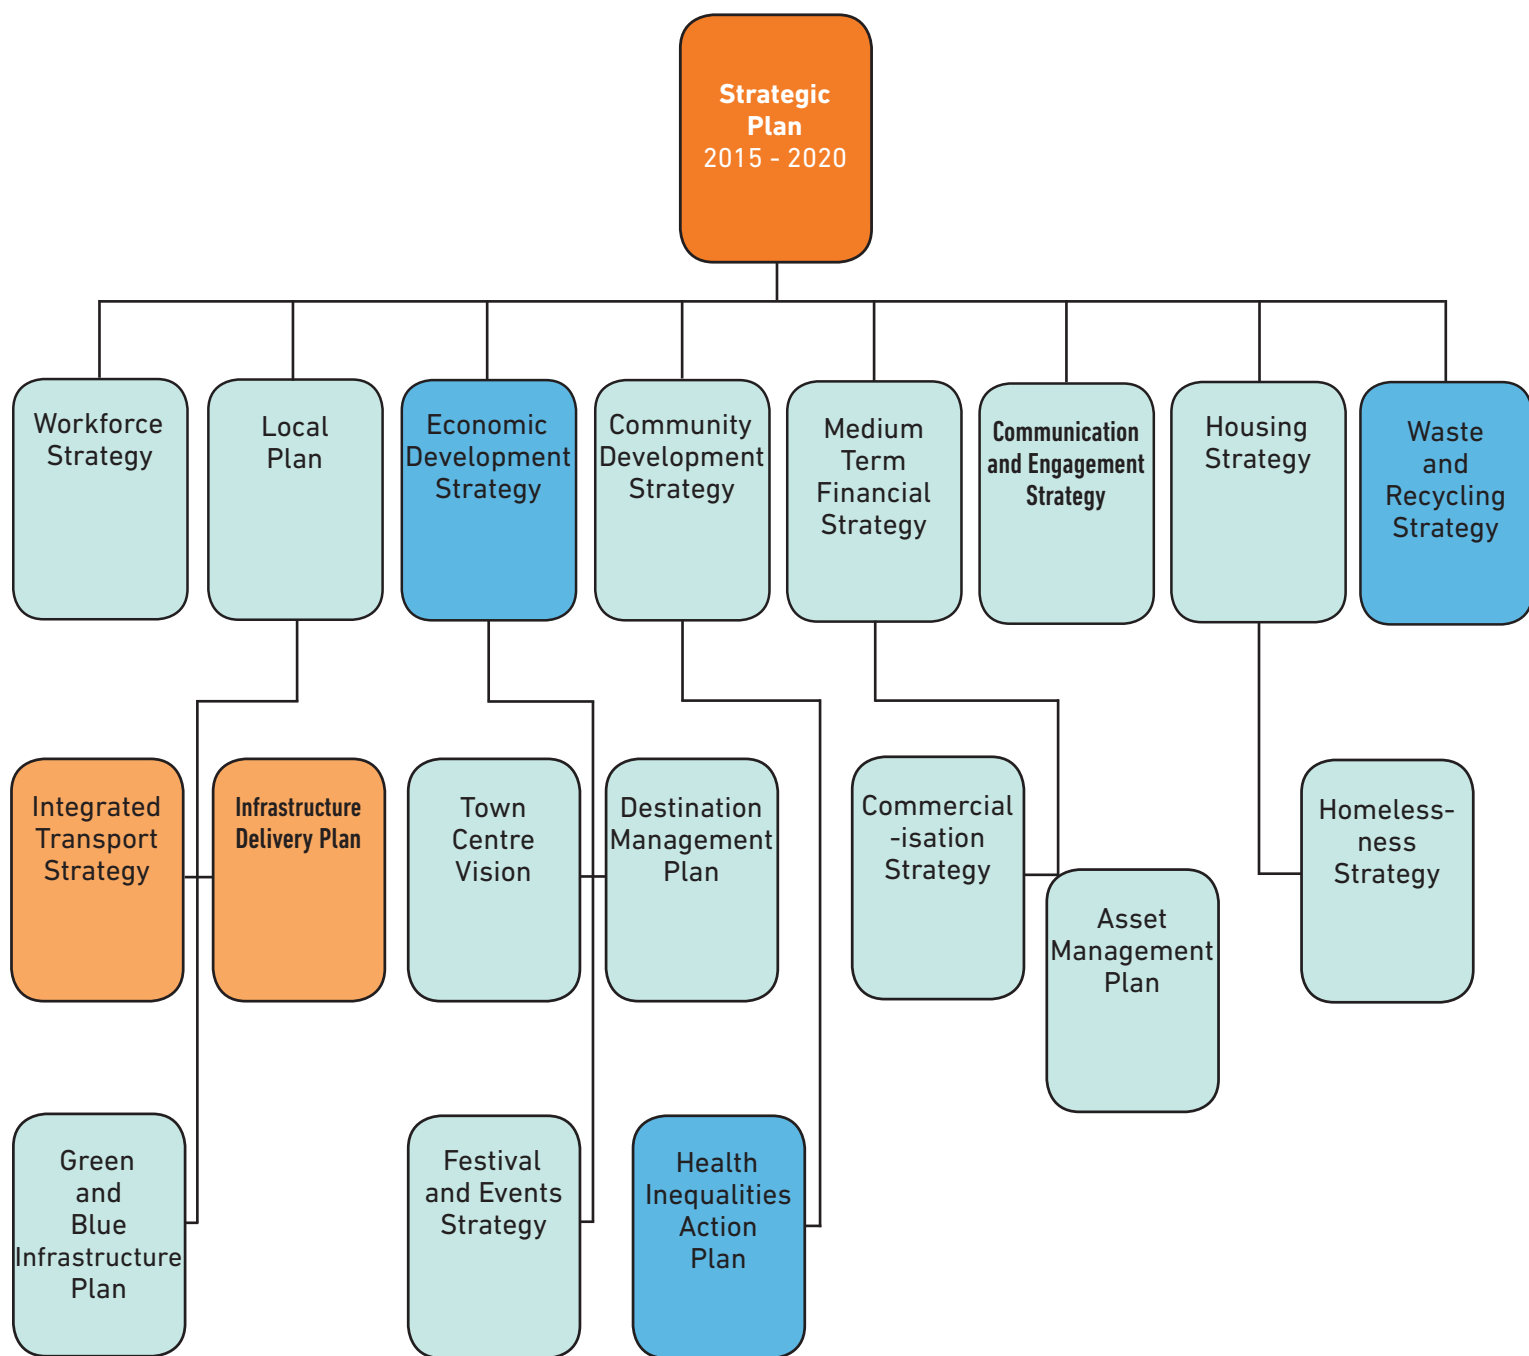 Strategic
Plan
2015 - 2020
Workforce
Strategy
Local
Plan
Economic
Development
Strategy
Community
Development
Strategy
Medium
Term
Financial
Strategy
Communication
and Engagement
Strategy
Housing
Strategy
Waste
and
Recycling
Strategy
Integrated
Transport
Strategy
Infrastructure
Delivery Plan
Town
Centre
Vision
Destination
Management
Plan
Commercial
-isation
Strategy
Asset
Management
Plan
Homeless-
ness
Strategy
Green
and
Blue
Infrastructure
Plan
Festival
and Events
Strategy
Health
Inequalities
Action
Plan